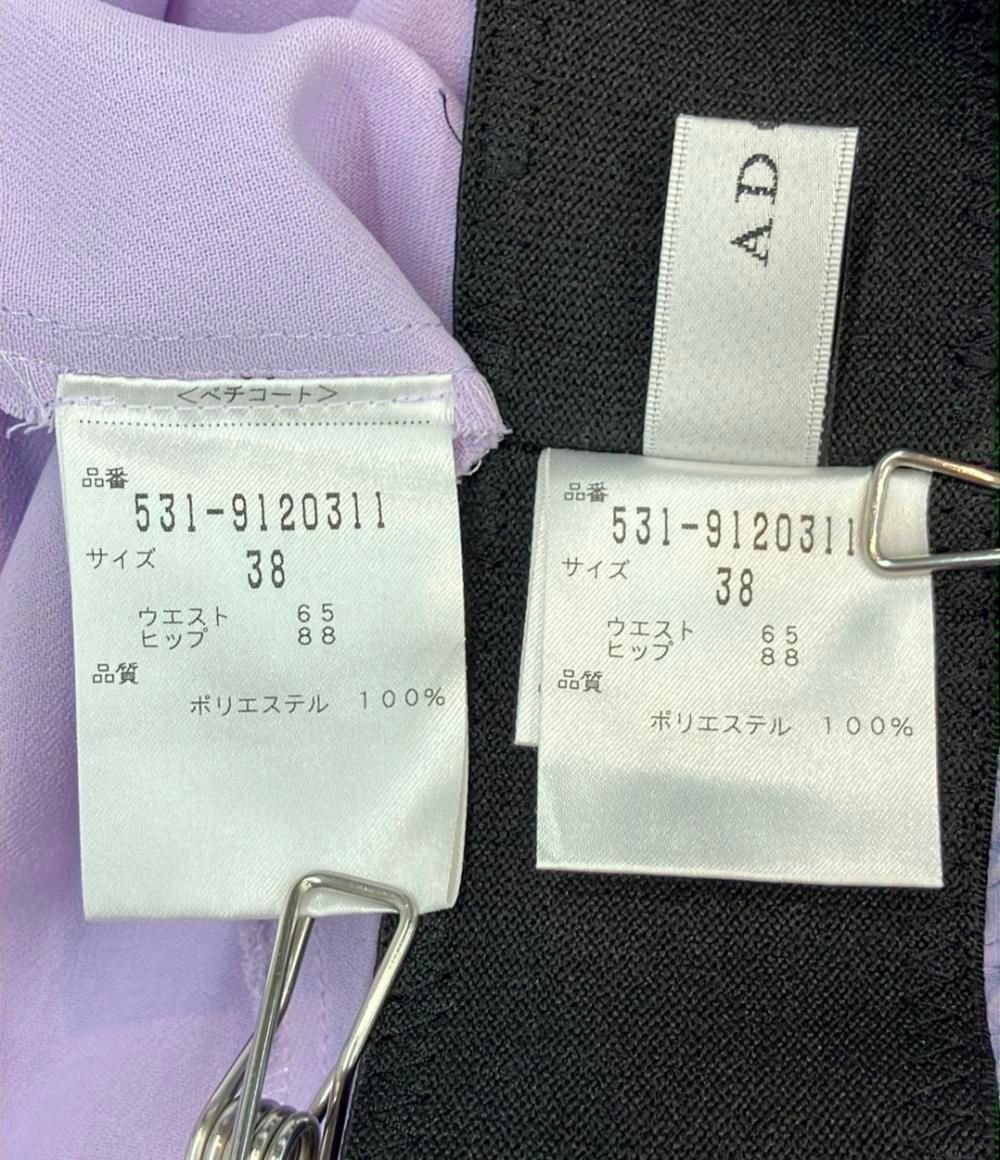 <ペチコート>
品番
531-9120311
サイズ 38
ウエスト 65
ヒップ 88
品質
ポリエステル 100%
AD
品番
531-9120311
サイズ 38
ウエスト 65
ヒップ 88
品質
ポリエステル 100%